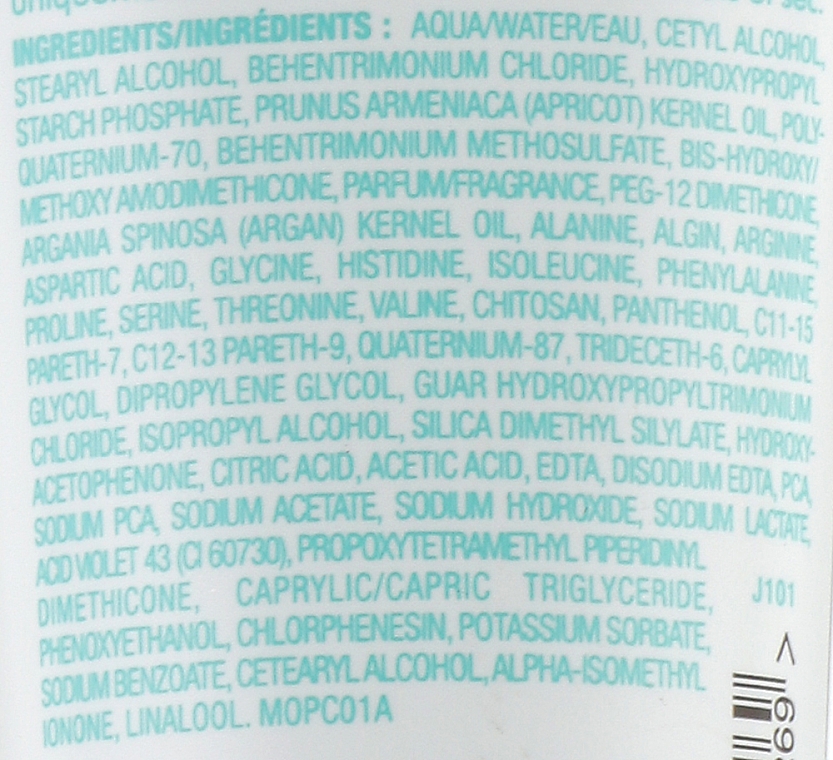 INGREDIENTS/INGRÉDIENTS : AQUA/WATER/EAU, CETYL ALCOHOL,
STEARYL ALCOHOL, BEHENTRIMONIUM CHLORIDE, HYDROXYPROPYL
STARCH PHOSPHATE, PRUNUS ARMENIACA (APRICOT) KERNEL OIL, POLY-
QUATERNIUM-70, BEHENTRIMONIUM METHOSULFATE, BIS-HYDROXY/
METHOXY AMODIMETHICONE, PARFUM/FRAGRANCE, PEG-12 DIMETHICONE,
ARGANIA SPINOSA (ARGAN) KERNEL OIL, ALANINE, ALGIN, ARGININE,
ASPARTIC ACID, GLYCINE, HISTIDINE, ISOLEUCINE, PHENYLALANINE,
PROLINE, SERINE, THREONINE, VALINE, CHITOSAN, PANTHENOL, C11-15
PARETH-7, C12-13 PARETH-9, QUATERNIUM-87, TRIDECETH-6, CAPRYLYL
GLYCOL, DIPROPYLENE GLYCOL, GUAR HYDROXYPROPYLTRIMONIUM
CHLORIDE, ISOPROPYL ALCOHOL, SILICA DIMETHYL SILYLATE, HYDROXY-
ACETOPHENONE, CITRIC ACID, ACETIC ACID, EDTA, DISODIUM EDTA, PCA,
SODIUM PCA, SODIUM ACETATE, SODIUM HYDROXIDE, SODIUM LACTATE,
ACID VIOLET 43 (CI 60730), PROPOXYTETRAMETHYL PIPERIDINYL
DIMETHICONE, CAPRYLIC/CAPRIC TRIGLYCERIDE,
J101
PHENOXYETHANOL, CHLORPHENESIN, POTASSIUM SORBATE,
SODIUM BENZOATE, CETEARYL ALCOHOL, ALPHA-ISOMETHYL
IONONE, LINALOOL. MOPC01A